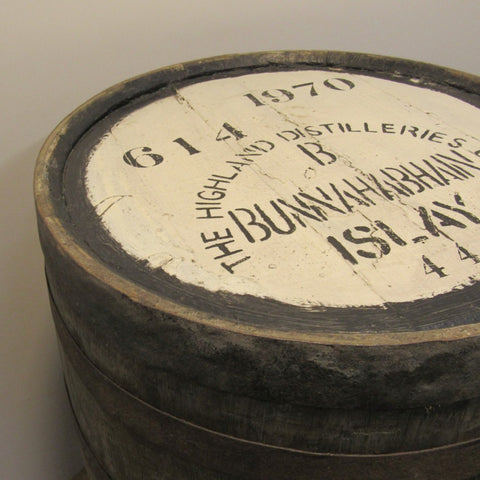 614 1970
THE HIGHLAND DISTILLERIES
B
BUNNAHABHAIN
ISLAY
44